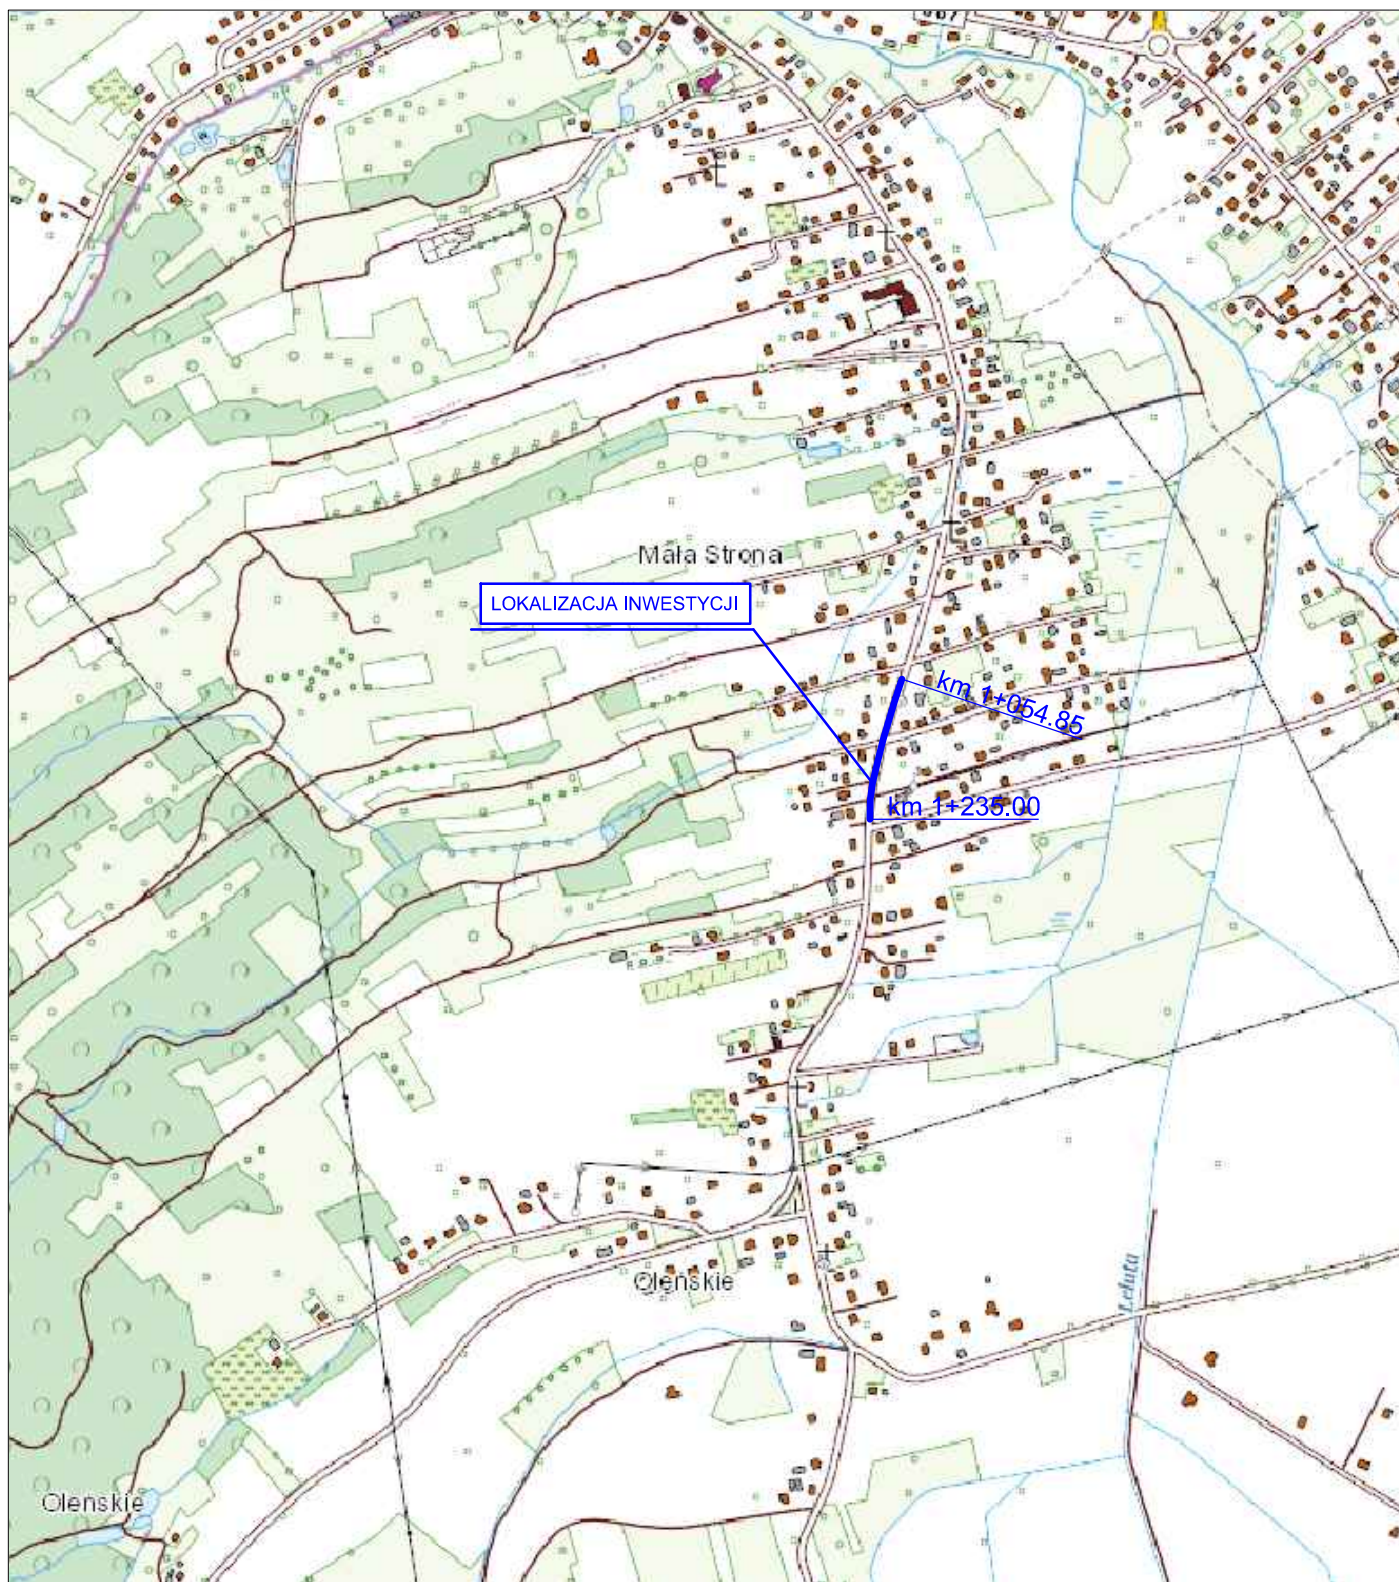 Mała Strona
LOKALIZACJA INWESTYCJI
km 1+054.85
km 1+235.00
Oleńskie
Leluta
Oleńskie